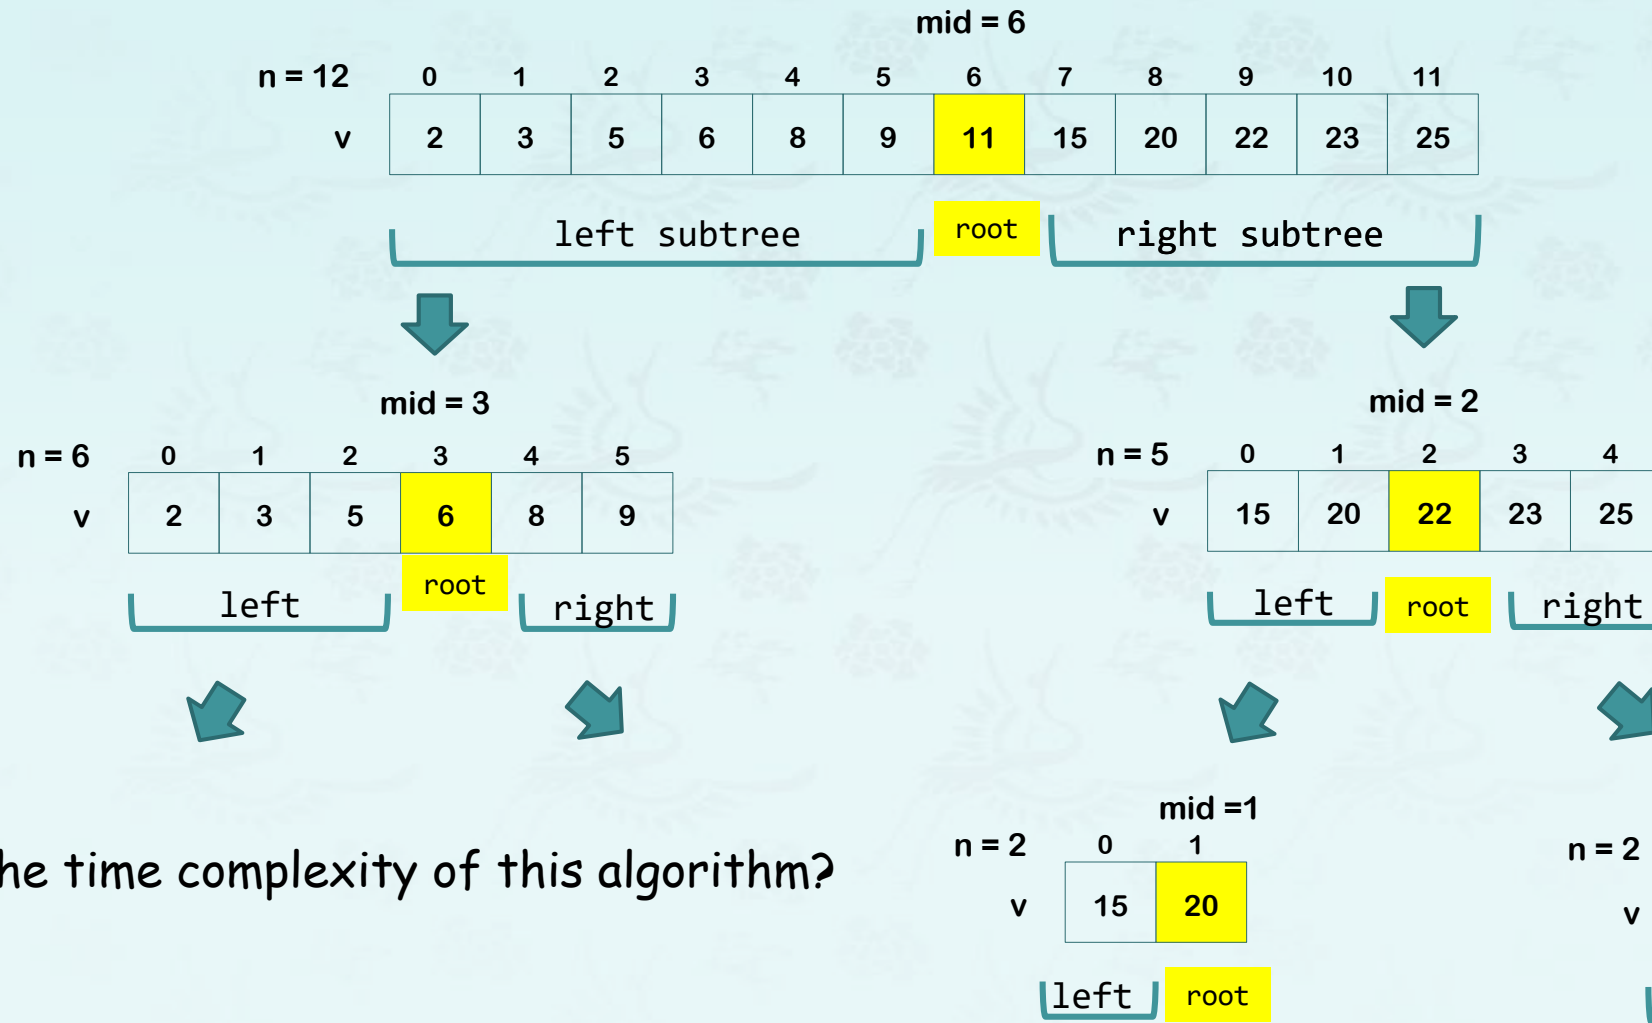 mid = 6
n = 12 0 1 2 3 4 5 6 7 8 9 10 11
v 2 3 5 6 8 9 11 15 20 22 23 25
left subtree root right subtree
mid = 3 mid = 2
n = 6 0 1 2 3 4 5 n = 5 0 1 2 3 4
v 2 3 5 6 8 9 v 15 20 22 23 25
left root right left root right
mid =1
n = 2 0 1 n = 2
he time complexity of this algorithm?
v 15 20 v
left root